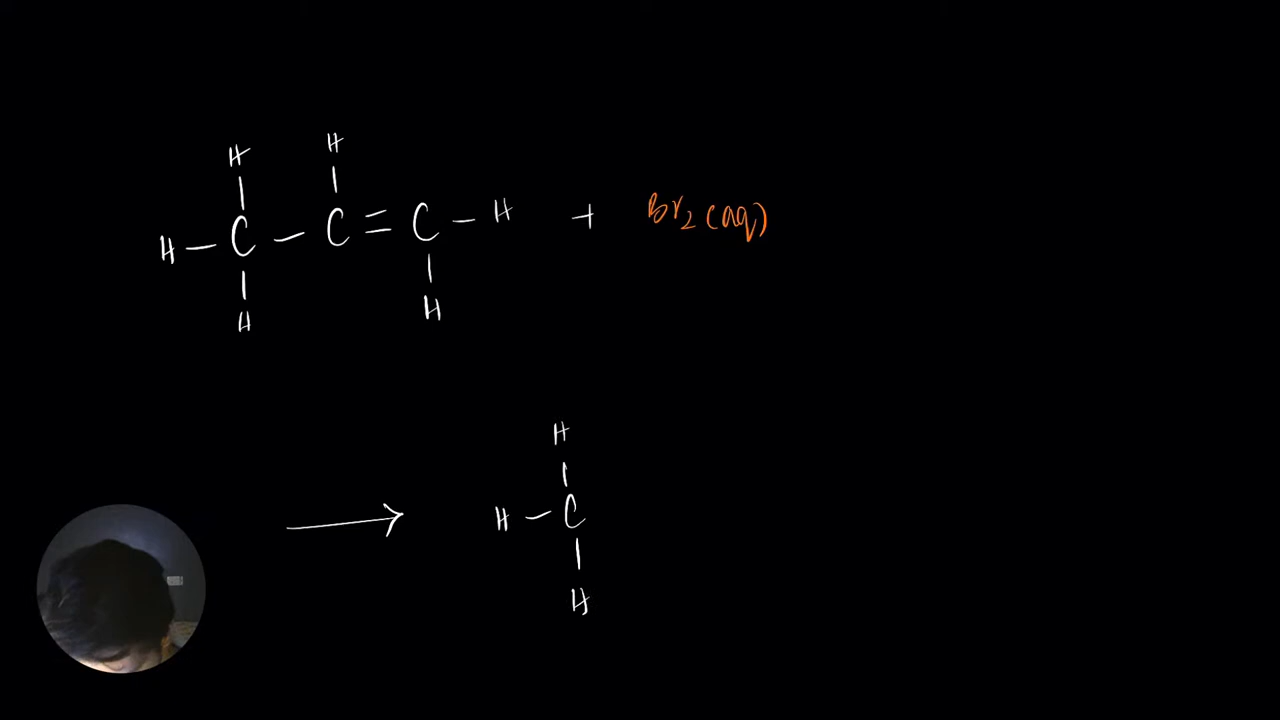 H H
H – C – C = C – H + Br2 (aq)
H H
H
⟶ H – C
H